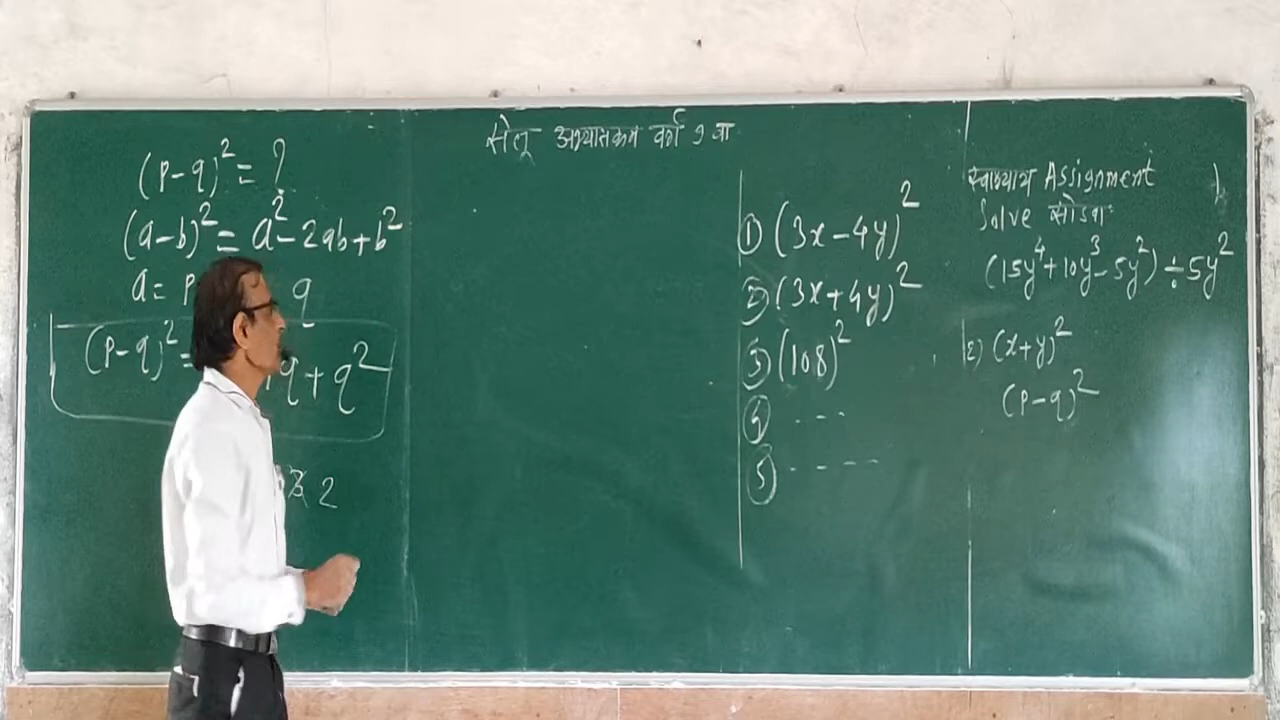 सेतू अभ्यासक्रम वर्ग ९ वा
(p-q)² = ?
(a-b)² = a² - 2ab + b²
a = p q
(p-q)² = q + q²
2
① (3x-4y)²
② (3x+4y)²
③ (108)²
④ ---
⑤ -----
स्वाध्याय Assignment
Solve सोडवा:
(15y⁴+10y³-5y²) ÷ 5y²
2) (x+y)²
(p-q)²